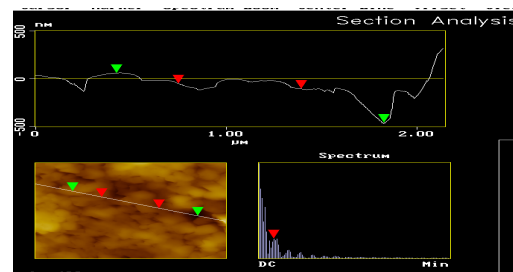 Section Analysis
nM
500
0
-500
0
1.00
2.00
µM
Spectrum
DC
Min